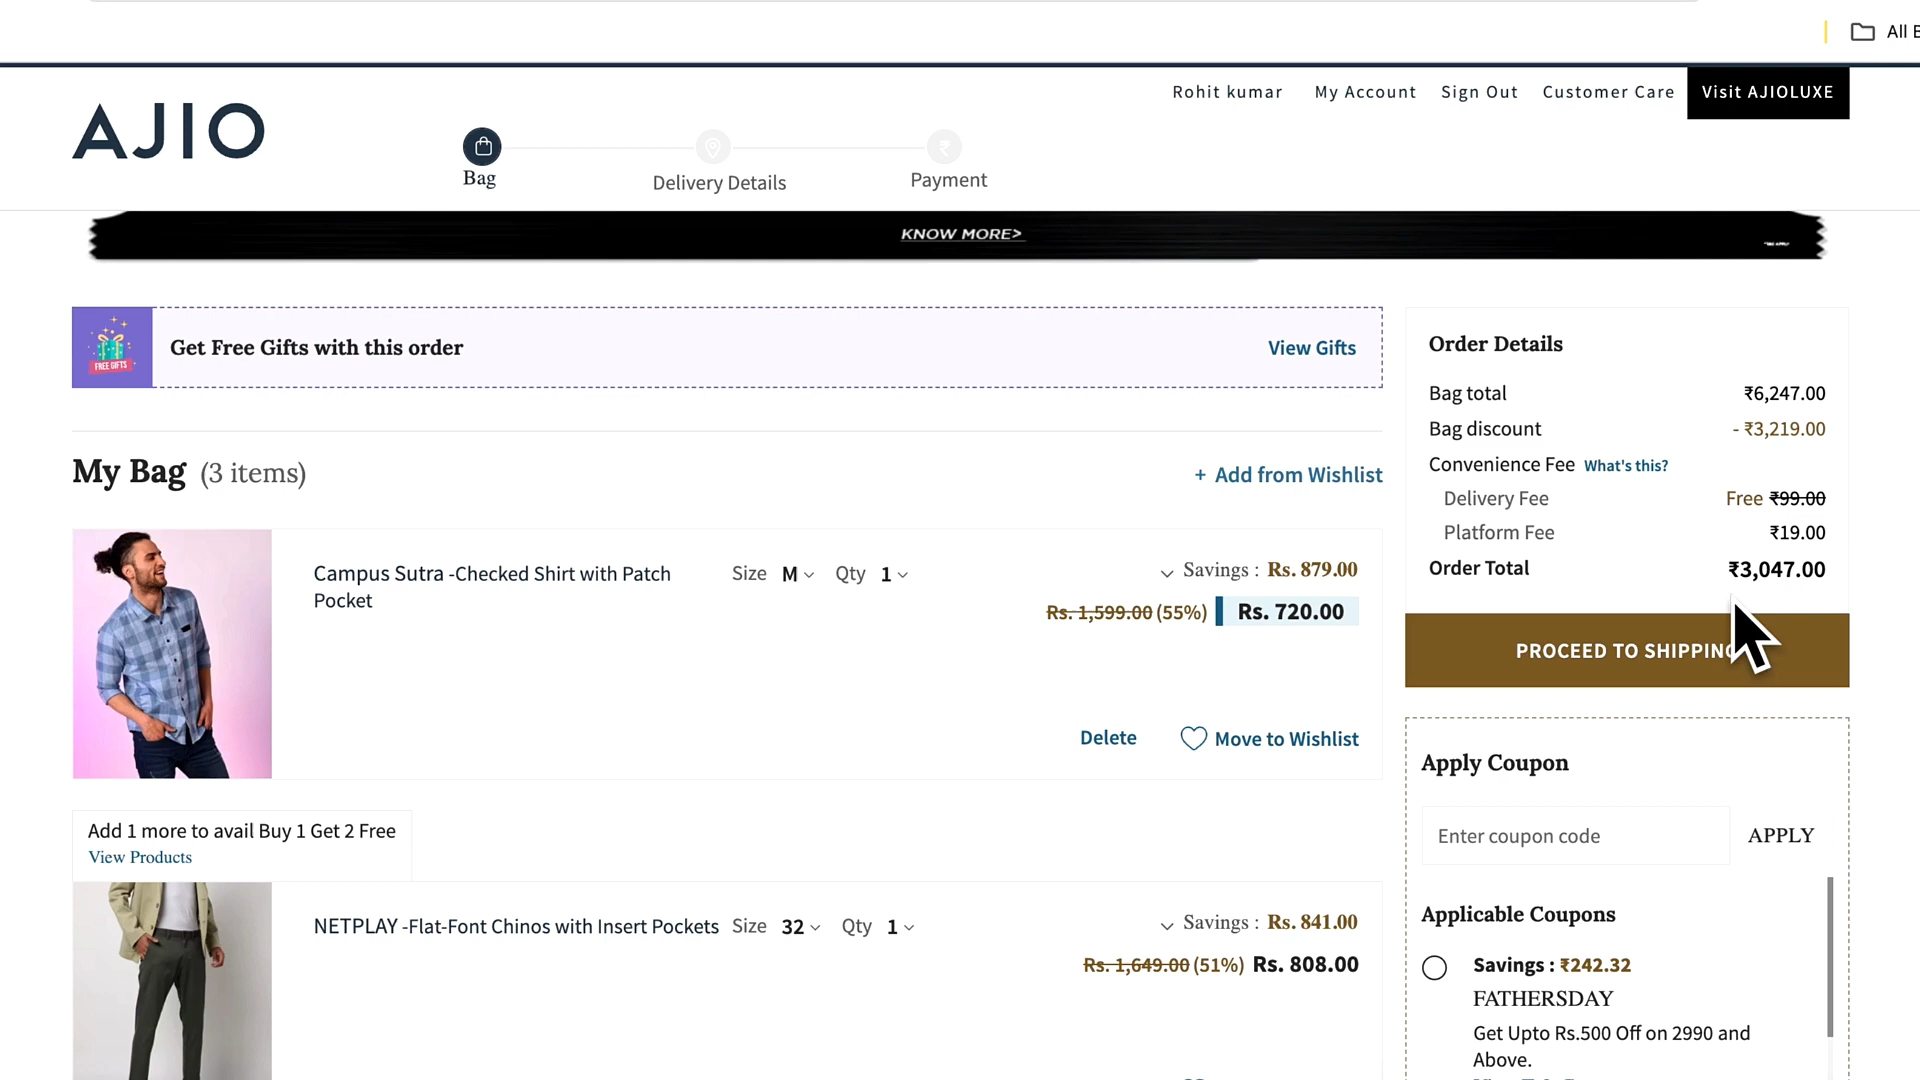 All
Rohit kumar My Account Sign Out Customer Care Visit AJIOLUXE
AJIO
Bag
Delivery Details
Payment
KNOW MORE>
FREE GIFTS
Get Free Gifts with this order
View Gifts
My Bag (3 items)
+ Add from Wishlist
Campus Sutra -Checked Shirt with Patch
Pocket
Size M Qty 1
Savings : Rs. 879.00
Rs. 1,599.00 (55%) Rs. 720.00
Delete
Move to Wishlist
Add 1 more to avail Buy 1 Get 2 Free
View Products
NETPLAY -Flat-Font Chinos with Insert Pockets
Size 32 Qty 1
Savings : Rs. 841.00
Rs. 1,649.00 (51%) Rs. 808.00
Order Details
Bag total ₹6,247.00
Bag discount - ₹3,219.00
Convenience Fee What's this?
Delivery Fee Free ₹99.00
Platform Fee ₹19.00
Order Total ₹3,047.00
PROCEED TO SHIPPING
Apply Coupon
Enter coupon code APPLY
Applicable Coupons
Savings : ₹242.32
FATHERSDAY
Get Upto Rs.500 Off on 2990 and
Above.